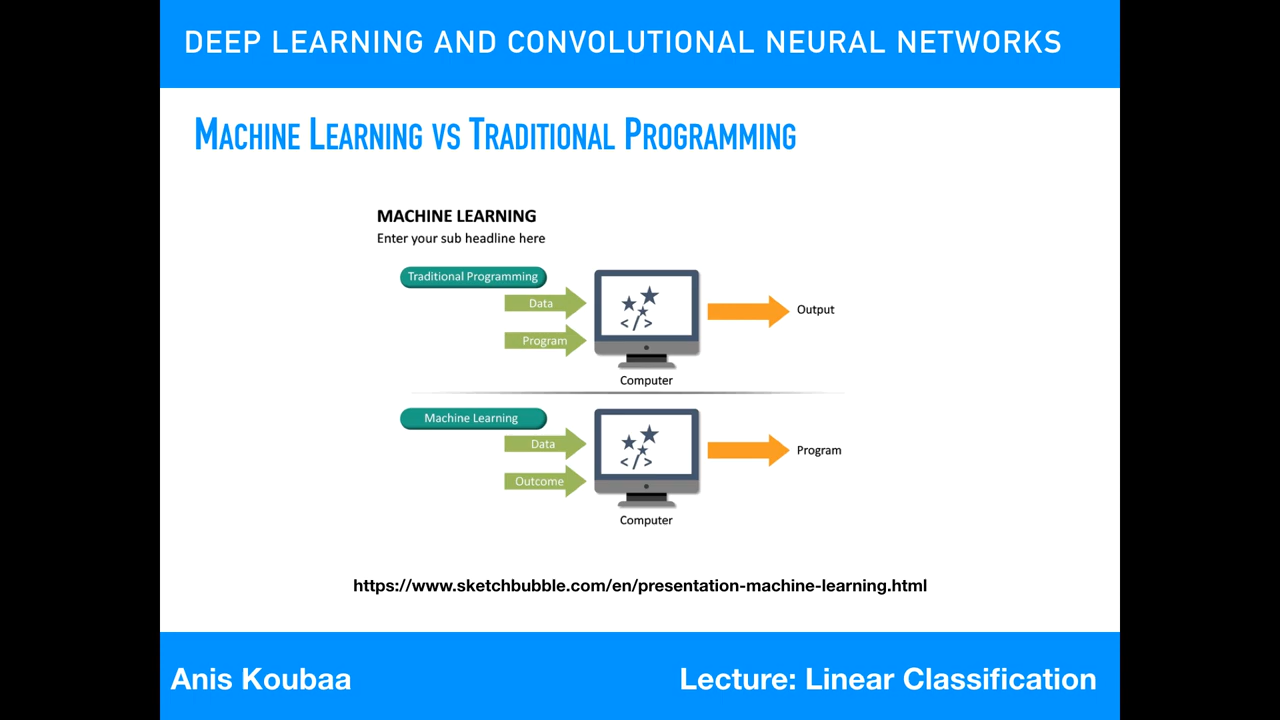 DEEP LEARNING AND CONVOLUTIONAL NEURAL NETWORKS
MACHINE LEARNING VS TRADITIONAL PROGRAMMING
MACHINE LEARNING
Enter your sub headline here
Traditional Programming
Data
Program
</>
Output
Computer
Machine Learning
Data
Outcome
</>
Program
Computer
https://www.sketchbubble.com/en/presentation-machine-learning.html
Anis Koubaa
Lecture: Linear Classification